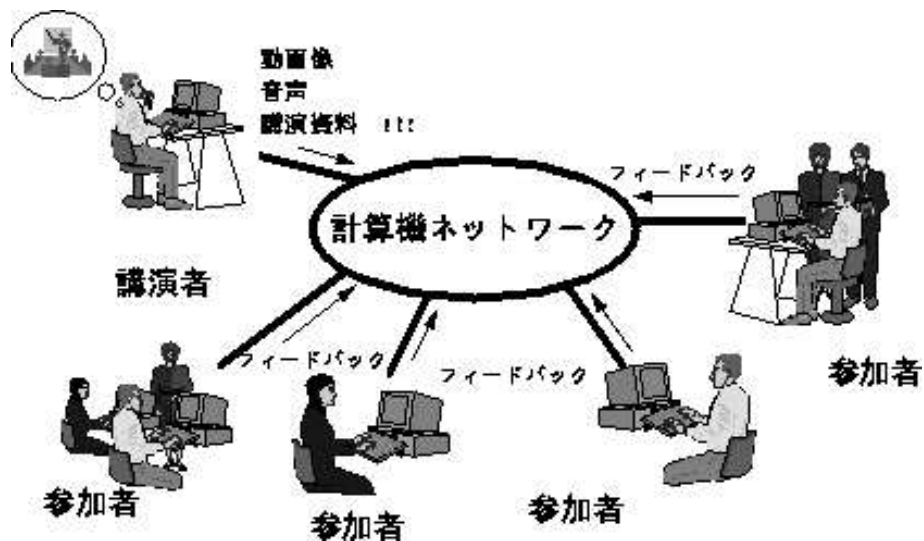 動画像
音声
講演資料 !!!
フィードバック
計算機ネットワーク
講演者
フィードバック
フィードバック
参加者
参加者
参加者
参加者